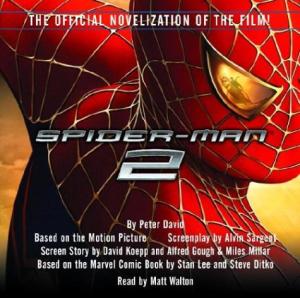 THE OFFICIAL NOVELIZATION OF THE FILM!
SPIDER-MAN
2
By Peter David
Based on the Motion Picture Screenplay by Alvin Sargent
Screen Story by David Koepp and Alfred Gough & Miles Millar
Based on the Marvel Comic Book by Stan Lee and Steve Ditko
Read by Matt Walton